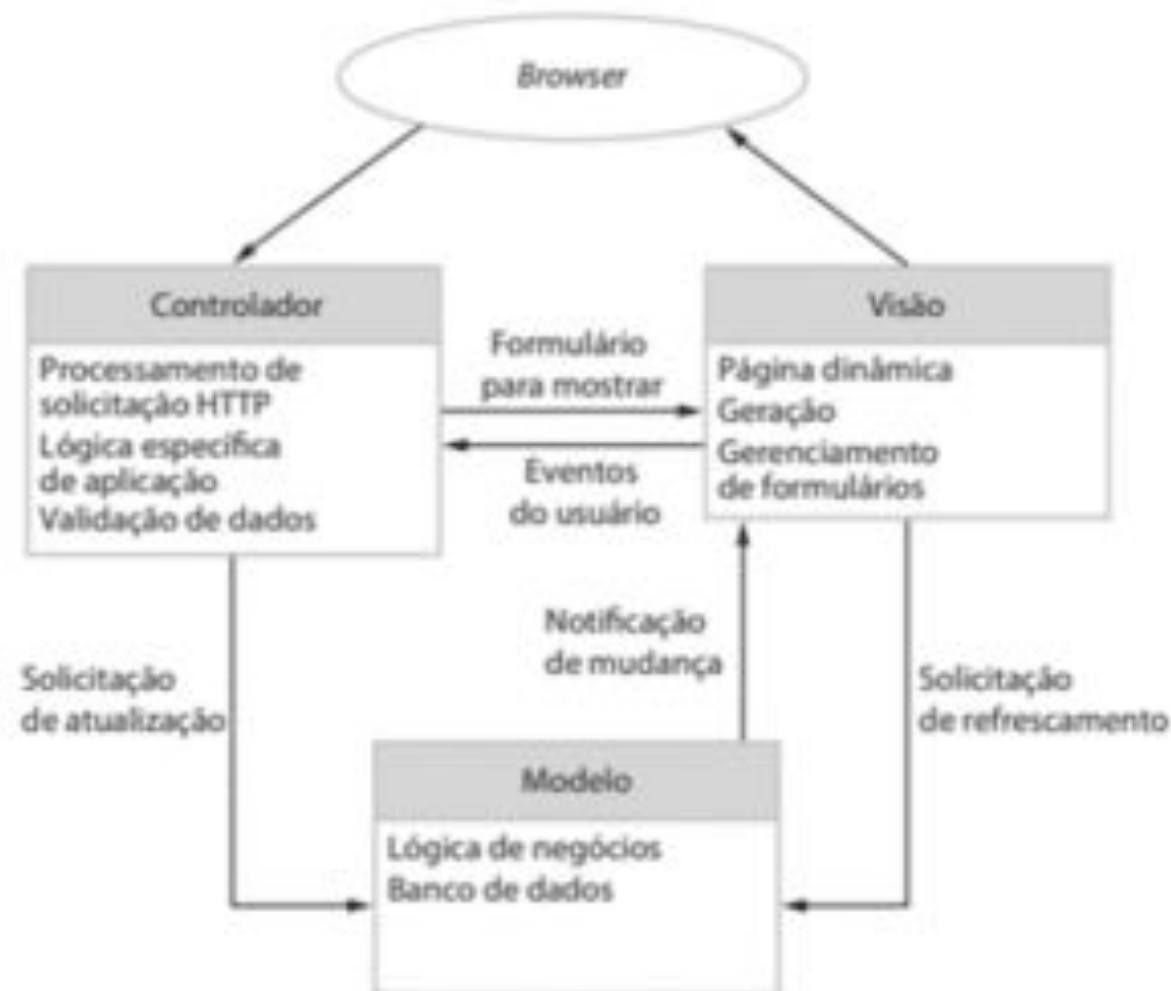 Browser
Controlador
Processamento de
solicitação HTTP
Lógica específica
de aplicação
Validação de dados
Formulário
para mostrar
Eventos
do usuário
Visão
Página dinâmica
Geração
Gerenciamento
de formulários
Solicitação
de atualização
Notificação
de mudança
Solicitação
de refrescamento
Modelo
Lógica de negócios
Banco de dados